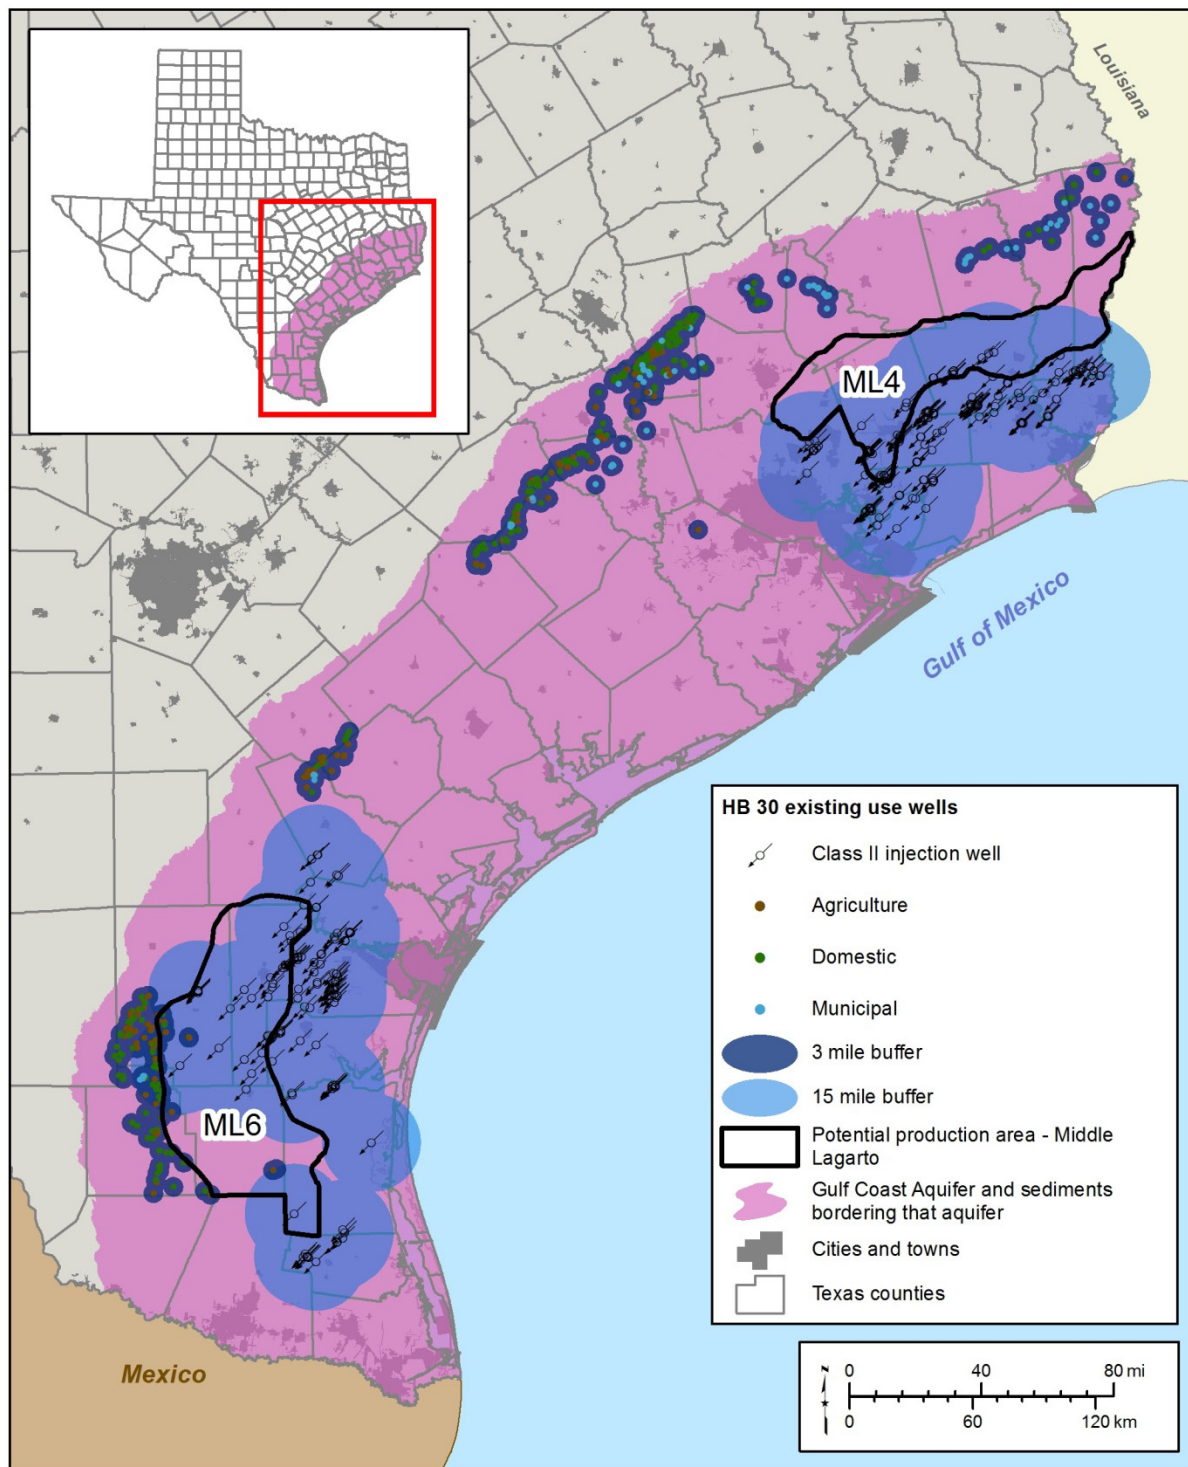 Louisiana
ML4
Gulf of Mexico
ML6
Mexico
HB 30 existing use wells
Class II injection well
Agriculture
Domestic
Municipal
3 mile buffer
15 mile buffer
Potential production area - Middle
Lagarto
Gulf Coast Aquifer and sediments
bordering that aquifer
Cities and towns
Texas counties
N
0 40 80 mi
0 60 120 km